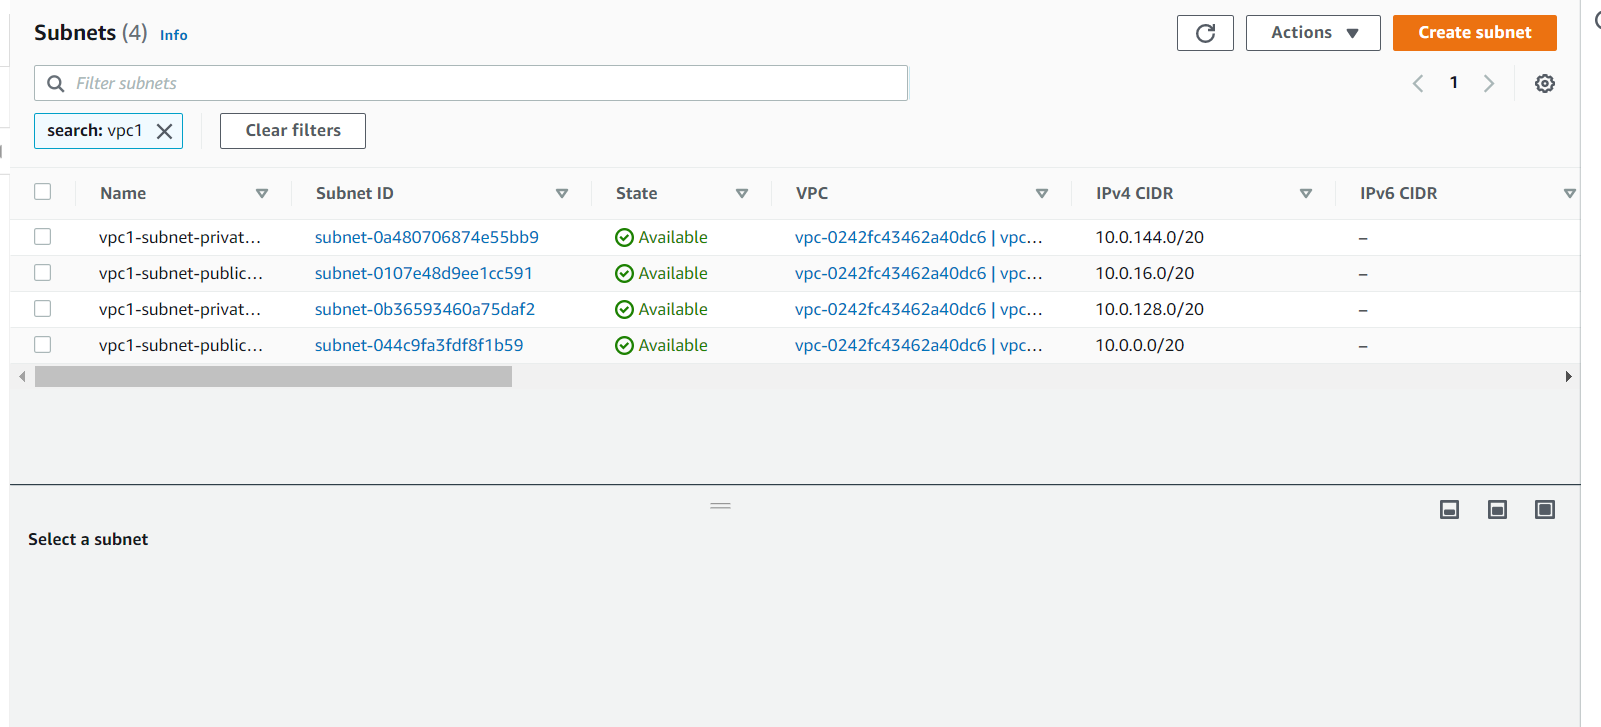 Subnets (4) Info
Actions
Create subnet
Filter subnets
1
search: vpc1
Clear filters
Name Subnet ID State VPC IPv4 CIDR IPv6 CIDR
vpc1-subnet-privat... subnet-0a480706874e55bb9 Available vpc-0242fc43462a40dc6 | vpc... 10.0.144.0/20 –
vpc1-subnet-public... subnet-0107e48d9ee1cc591 Available vpc-0242fc43462a40dc6 | vpc... 10.0.16.0/20 –
vpc1-subnet-privat... subnet-0b36593460a75daf2 Available vpc-0242fc43462a40dc6 | vpc... 10.0.128.0/20 –
vpc1-subnet-public... subnet-044c9fa3fdf8f1b59 Available vpc-0242fc43462a40dc6 | vpc... 10.0.0.0/20 –
Select a subnet